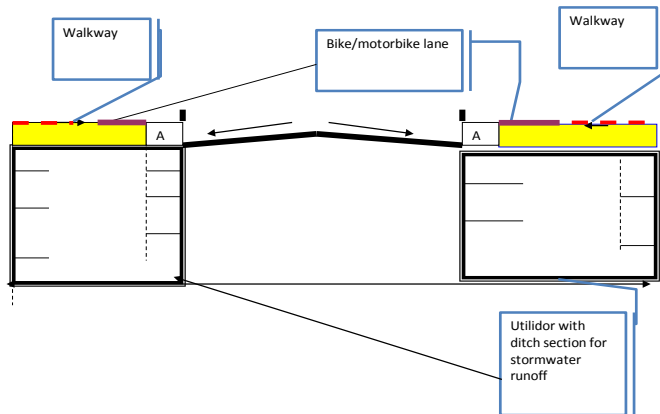 Walkway
Bike/motorbike lane
Walkway
A
A
Utilidor with
ditch section for
stormwater
runoff